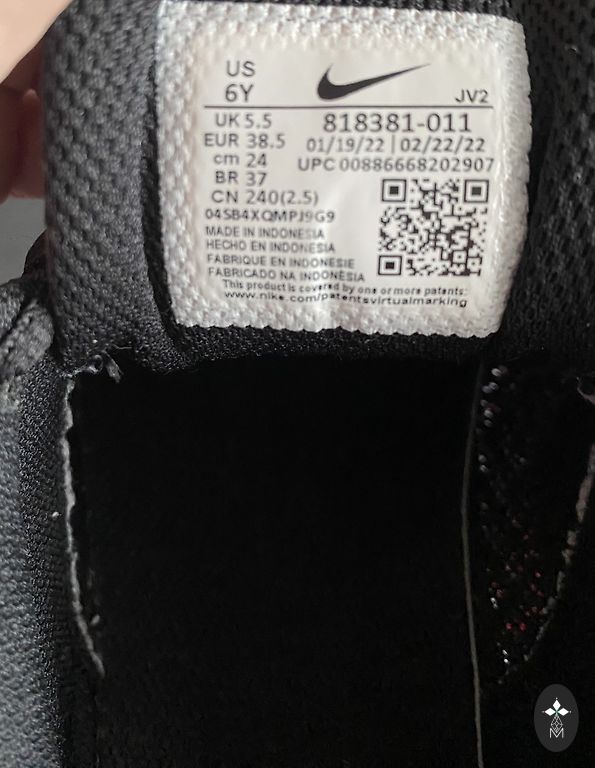 US
6Y
JV2
UK 5.5
EUR 38.5
cm 24
BR 37
CN 240(2.5)
818381-011
01/19/22 | 02/22/22
UPC 00886668202907
04SB4XQMPJ9G9
MADE IN INDONESIA
HECHO EN INDONESIA
FABRIQUE EN INDONESIE
FABRICADO NA INDONÉSIA
This product is covered by one or more patents:
www.nike.com/patentsvirtualmarking
M